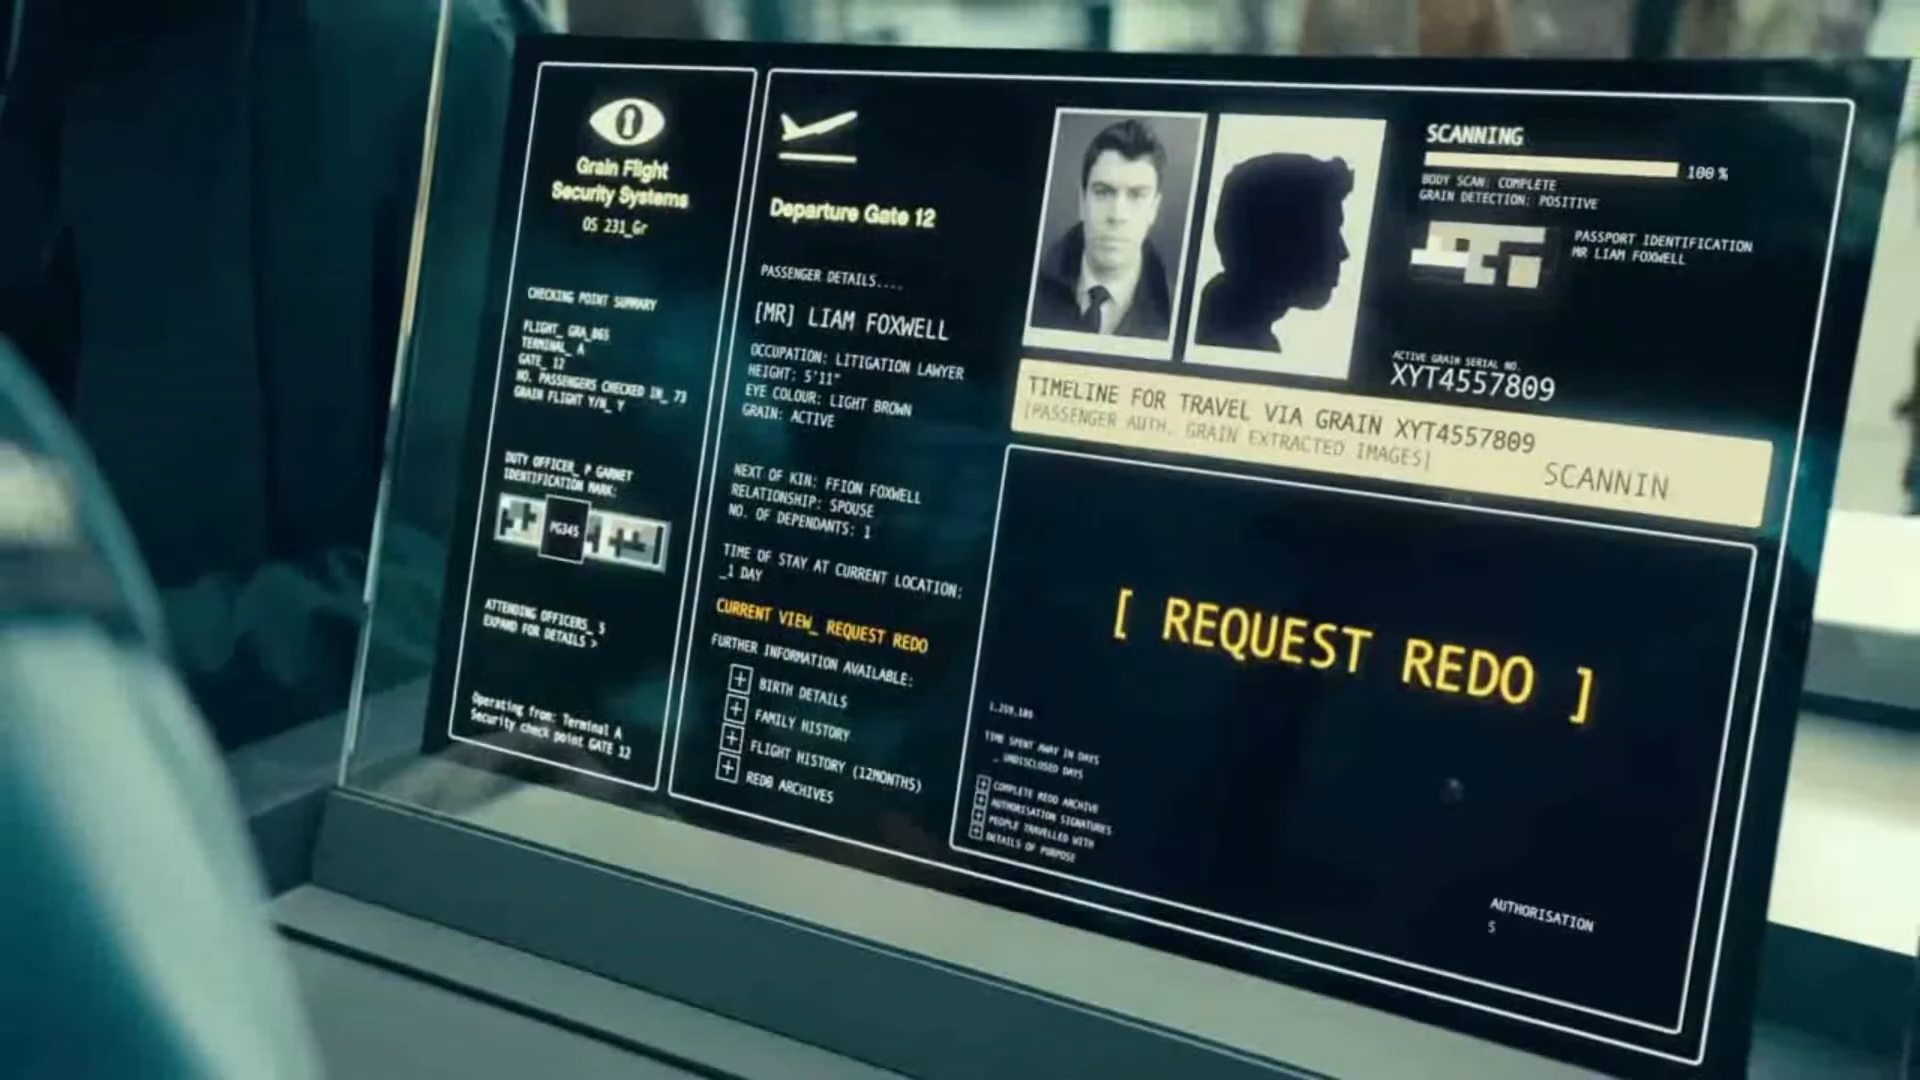 Grain Flight
Security Systems
OS 231_Gr
CHECKING POINT SUMMARY
FLIGHT_ GRA_865
TERMINAL_ A
GATE_ 12
NO. PASSENGERS CHECKED IN_ 73
GRAIN FLIGHT Y/N_ Y
DUTY OFFICER_ P GARNET
IDENTIFICATION MARK:
PG345
ATTENDING OFFICERS_ 5
EXPAND FOR DETAILS >
Operating from: Terminal A
Security check point GATE 12
Departure Gate 12
PASSENGER DETAILS....
[MR] LIAM FOXWELL
OCCUPATION: LITIGATION LAWYER
HEIGHT: 5'11"
EYE COLOUR: LIGHT BROWN
GRAIN: ACTIVE
NEXT OF KIN: FFION FOXWELL
RELATIONSHIP: SPOUSE
NO. OF DEPENDANTS: 1
TIME OF STAY AT CURRENT LOCATION:
_1 DAY
CURRENT VIEW_ REQUEST REDO
FURTHER INFORMATION AVAILABLE:
BIRTH DETAILS
FAMILY HISTORY
FLIGHT HISTORY (12MONTHS)
REDO ARCHIVES
SCANNING
100 %
BODY SCAN: COMPLETE
GRAIN DETECTION: POSITIVE
PASSPORT IDENTIFICATION
MR LIAM FOXWELL
ACTIVE GRAIN SERIAL NO.
XYT4557809
TIMELINE FOR TRAVEL VIA GRAIN XYT4557809
[PASSENGER AUTH. GRAIN EXTRACTED IMAGES]
SCANNIN
[ REQUEST REDO ]
TIME SPENT AWAY IN DAYS
_ UNDISCLOSED DAYS
COMPLETE REDO ARCHIVE
AUTHORISATION SIGNATURES
PEOPLE TRAVELLED WITH
DETAILS OF PURPOSE
AUTHORISATION
5